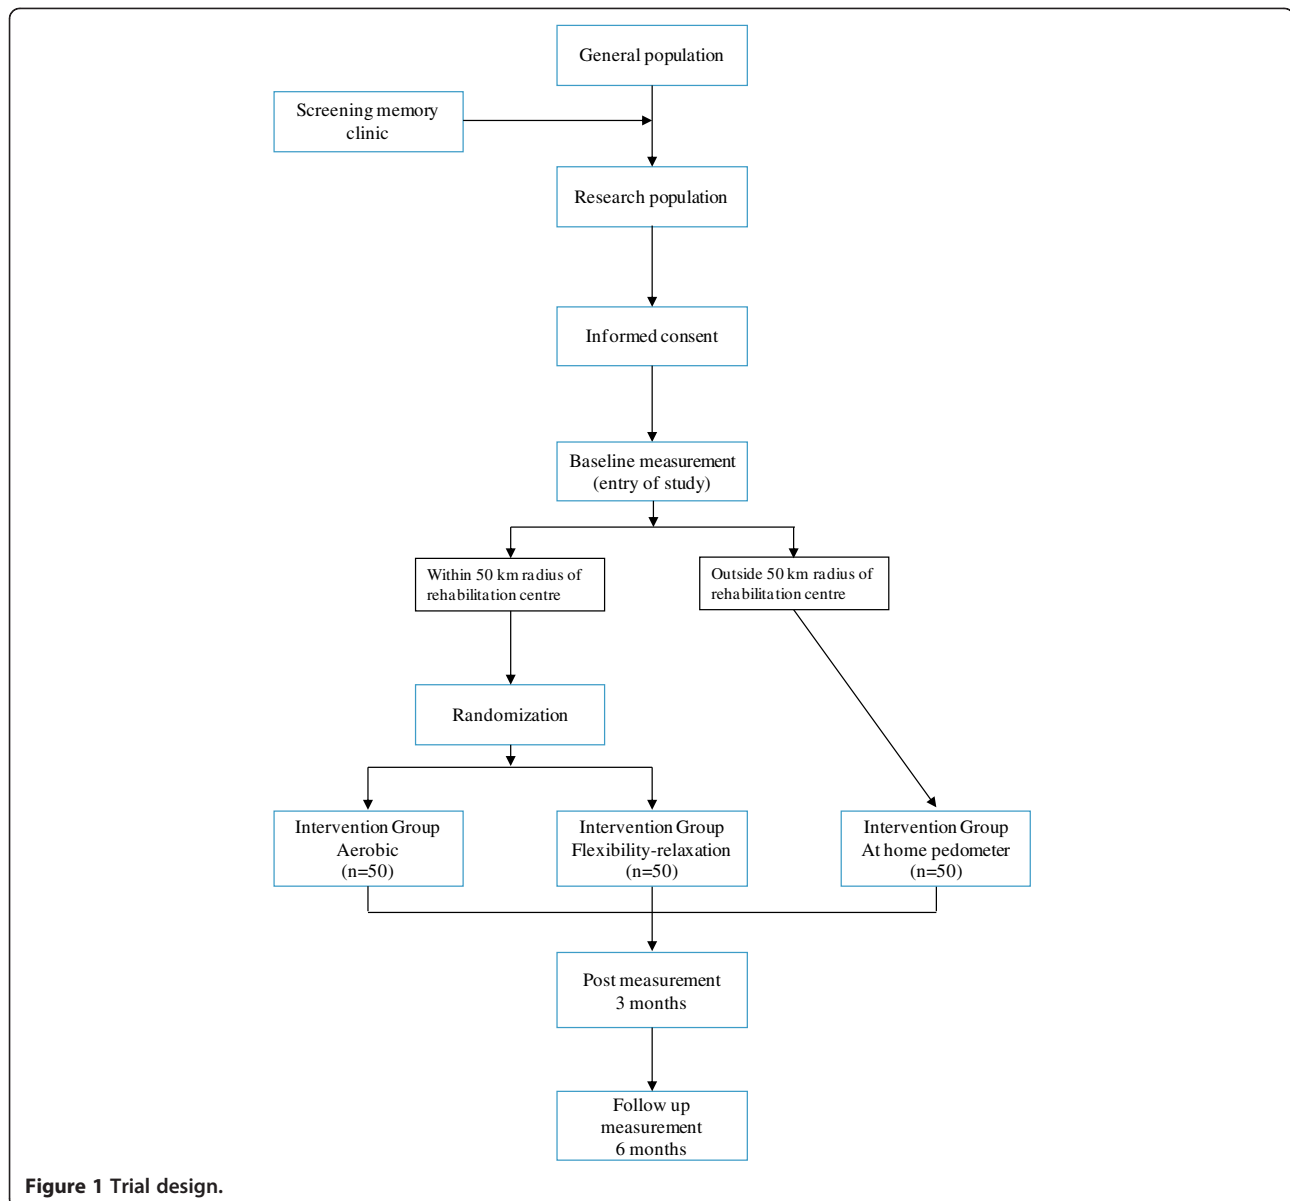 General population
Screening memory
clinic
Research population
Informed consent
Baseline measurement
(entry of study)
Within 50 km radius of
rehabilitation centre
Outside 50 km radius of
rehabilitation centre
Randomization
Intervention Group
Aerobic
(n=50)
Intervention Group
Flexibility-relaxation
(n=50)
Intervention Group
At home pedometer
(n=50)
Post measurement
3 months
Follow up
measurement
6 months
Figure 1 Trial design.